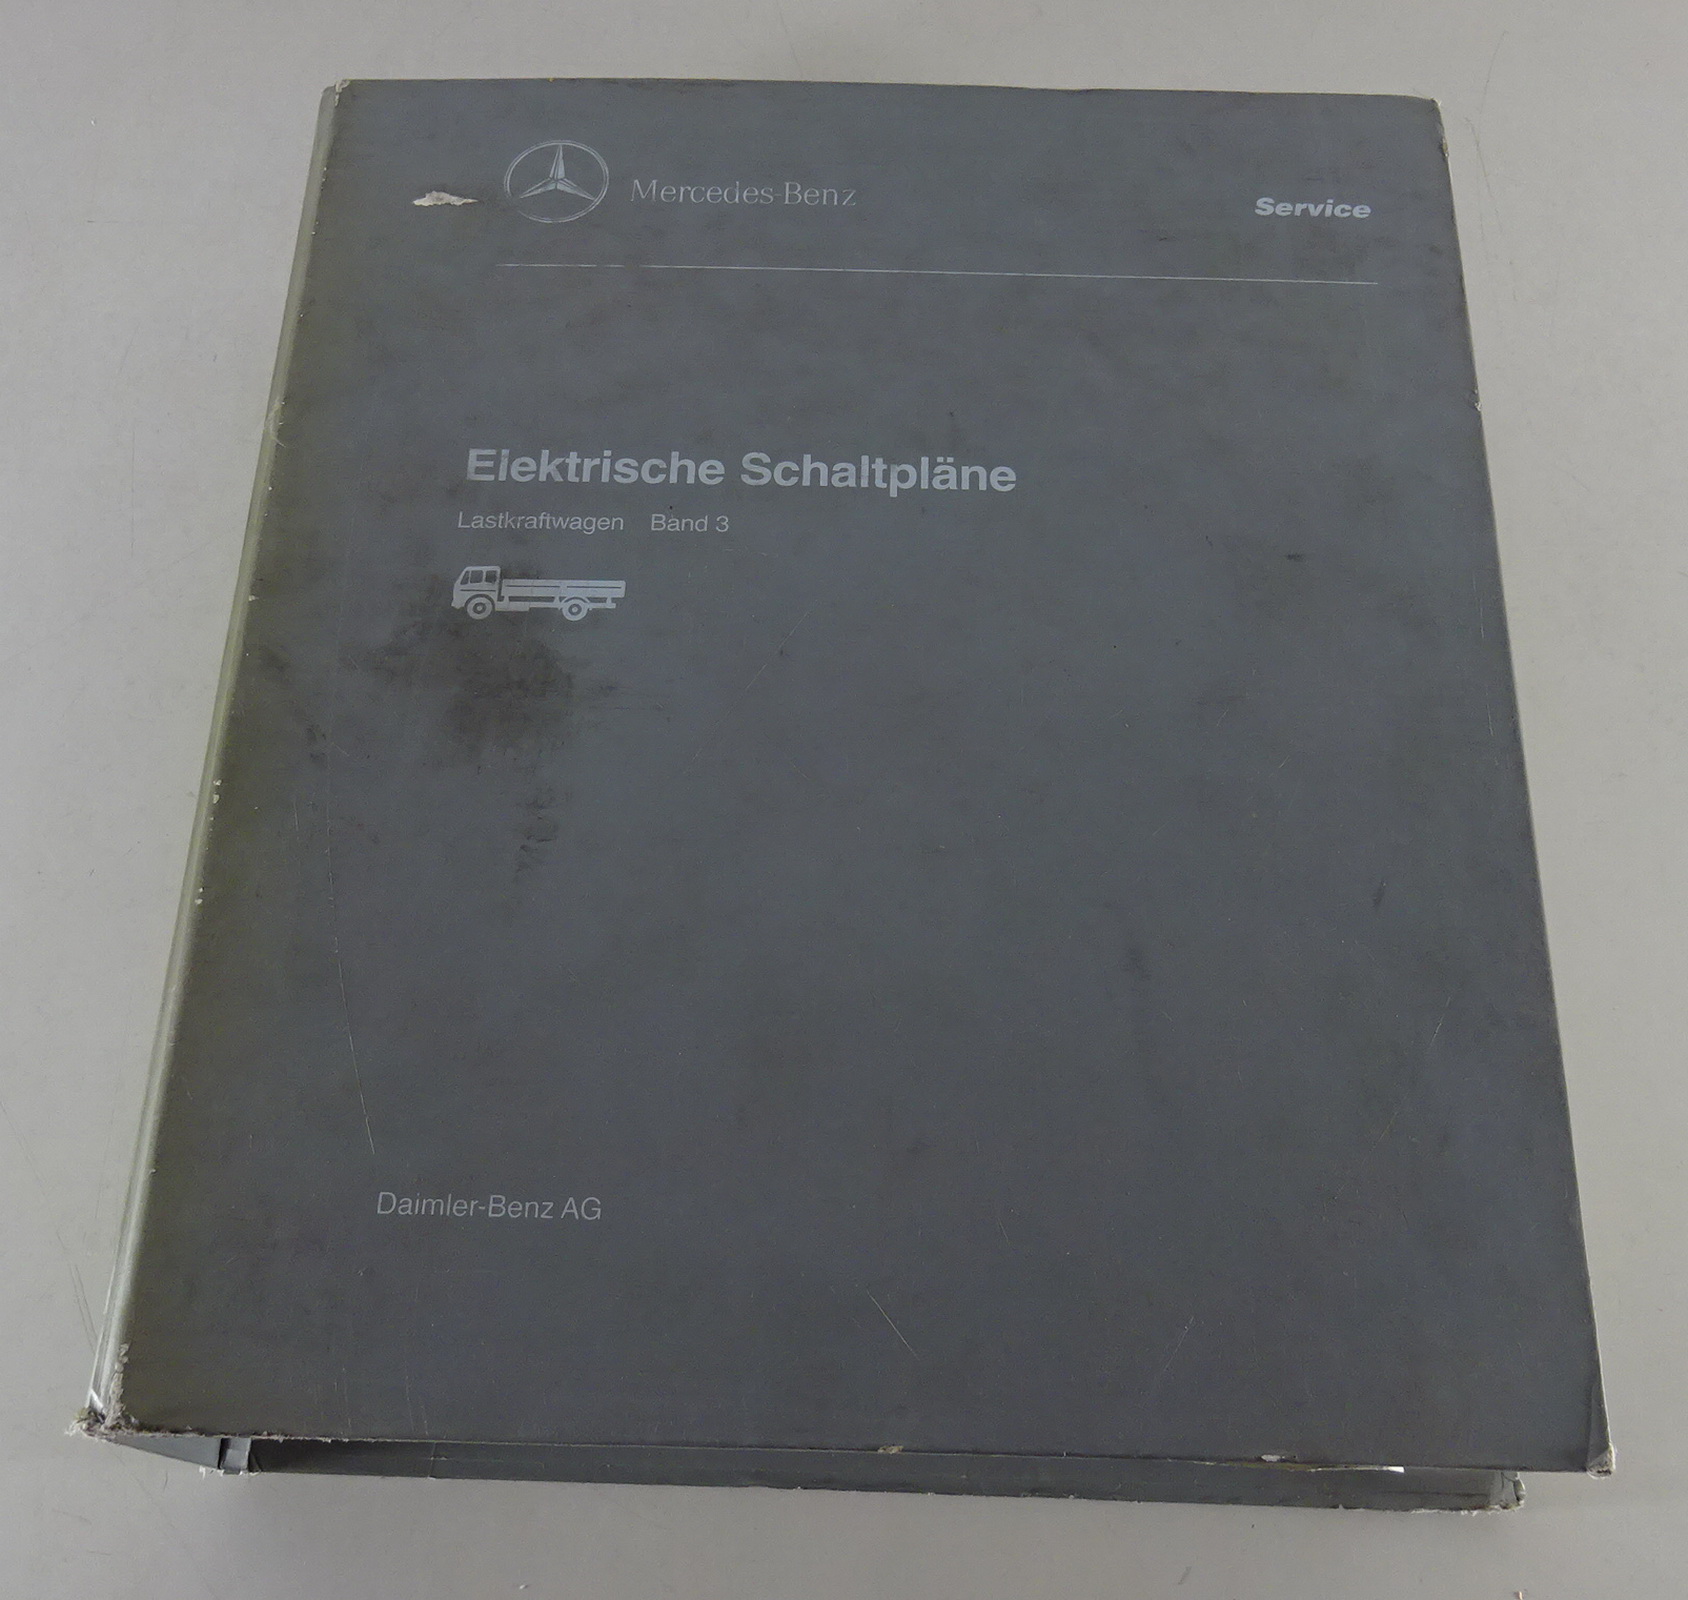 Mercedes-Benz
Service
Elektrische Schaltpläne
Lastkraftwagen Band 3
Daimler-Benz AG